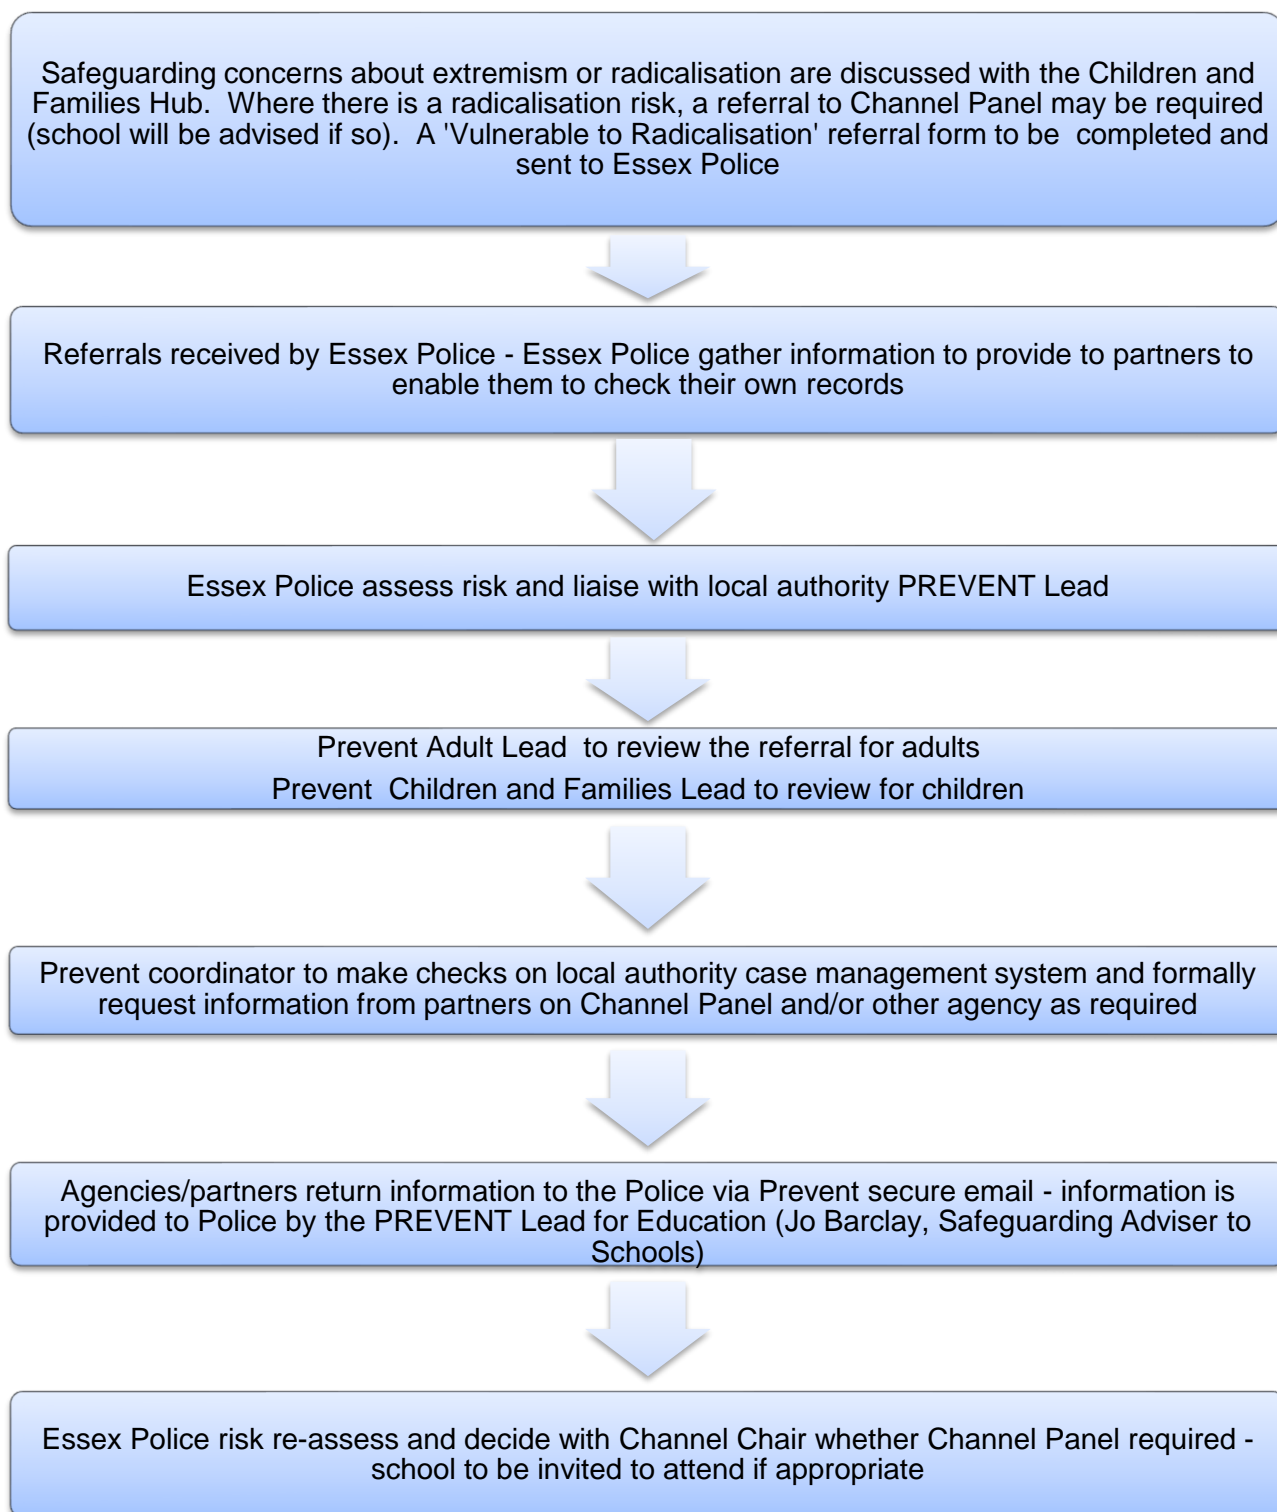 Safeguarding concerns about extremism or radicalisation are discussed with the Children and
Families Hub.  Where there is a radicalisation risk, a referral to Channel Panel may be required
(school will be advised if so).  A 'Vulnerable to Radicalisation' referral form to be  completed and
sent to Essex Police
Referrals received by Essex Police - Essex Police gather information to provide to partners to
enable them to check their own records
Essex Police assess risk and liaise with local authority PREVENT Lead
Prevent Adult Lead  to review the referral for adults
Prevent  Children and Families Lead to review for children
Prevent coordinator to make checks on local authority case management system and formally
request information from partners on Channel Panel and/or other agency as required
Agencies/partners return information to the Police via Prevent secure email - information is
provided to Police by the PREVENT Lead for Education (Jo Barclay, Safeguarding Adviser to
Schools)
Essex Police risk re-assess and decide with Channel Chair whether Channel Panel required -
school to be invited to attend if appropriate